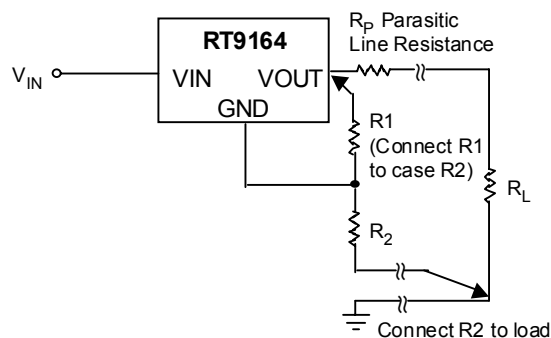 R_P Parasitic
Line Resistance
RT9164
V_IN
VIN
VOUT
GND
R1
(Connect R1
to case R2)
R_L
R_2
Connect R2 to load